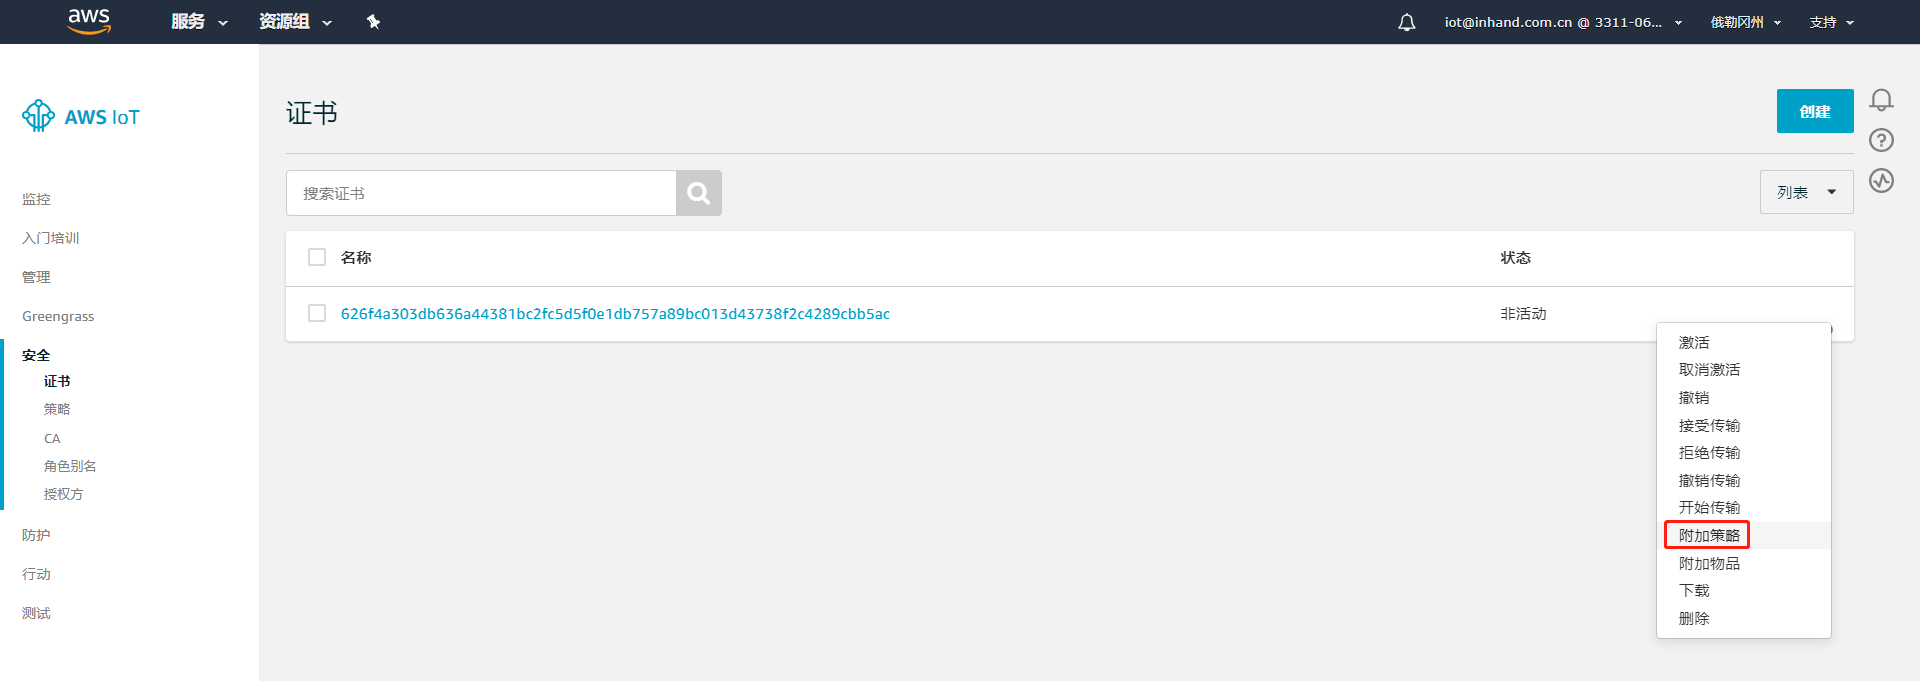 aws 服务 资源组 iot@inhand.com.cn @ 3311-06... 俄勒冈州 支持
AWS IoT
监控
入门培训
管理
Greengrass
安全
证书
策略
CA
角色别名
授权方
防护
行动
测试
证书
创建
搜索证书
列表
名称 状态
626f4a303db636a44381bc2fc5d5f0e1db757a89bc013d43738f2c4289cbb5ac 非活动
激活
取消激活
撤销
接受传输
拒绝传输
撤销传输
开始传输
附加策略
附加物品
下载
删除